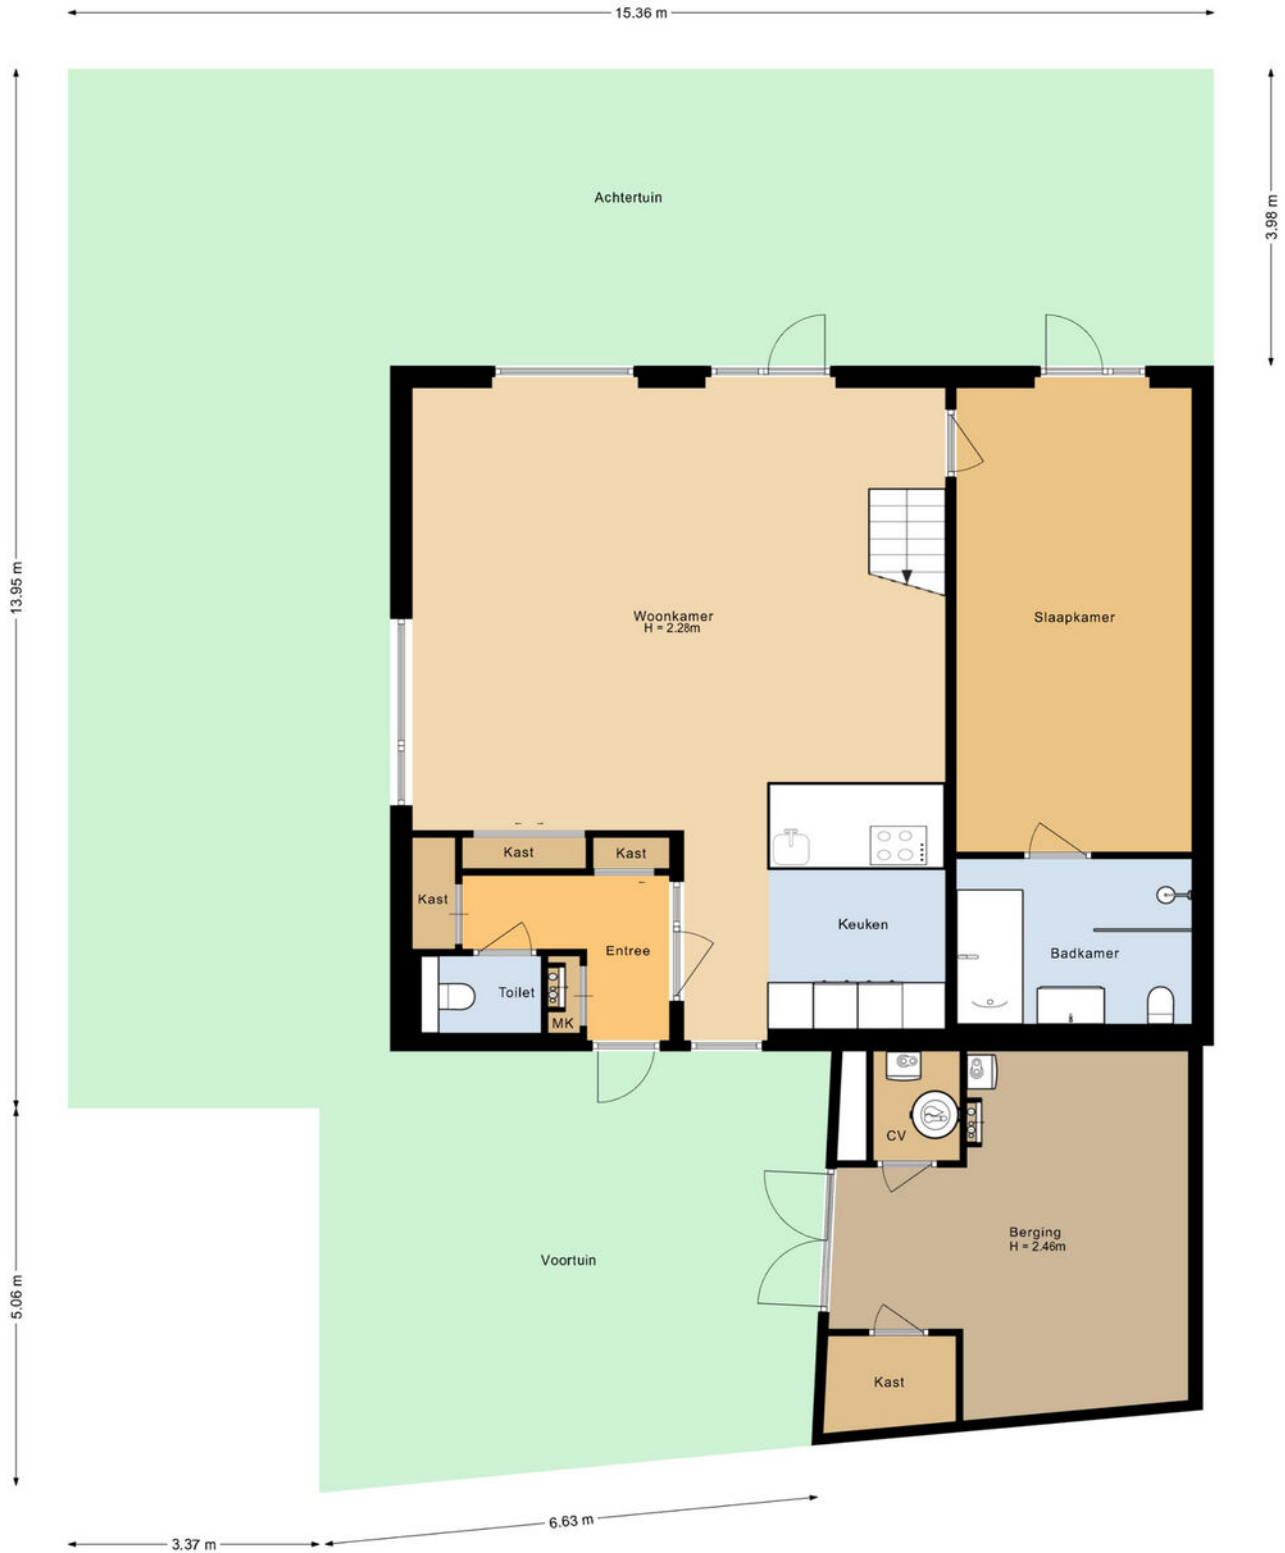 15.36 m
Achtertuin
3.98 m
13.95 m
Woonkamer
H = 2.28m
Slaapkamer
Kast
Kast
Kast
Keuken
Entree
Badkamer
Toilet
MK
CV
Berging
H = 2.46m
Voortuin
5.06 m
Kast
6.63 m
3.37 m